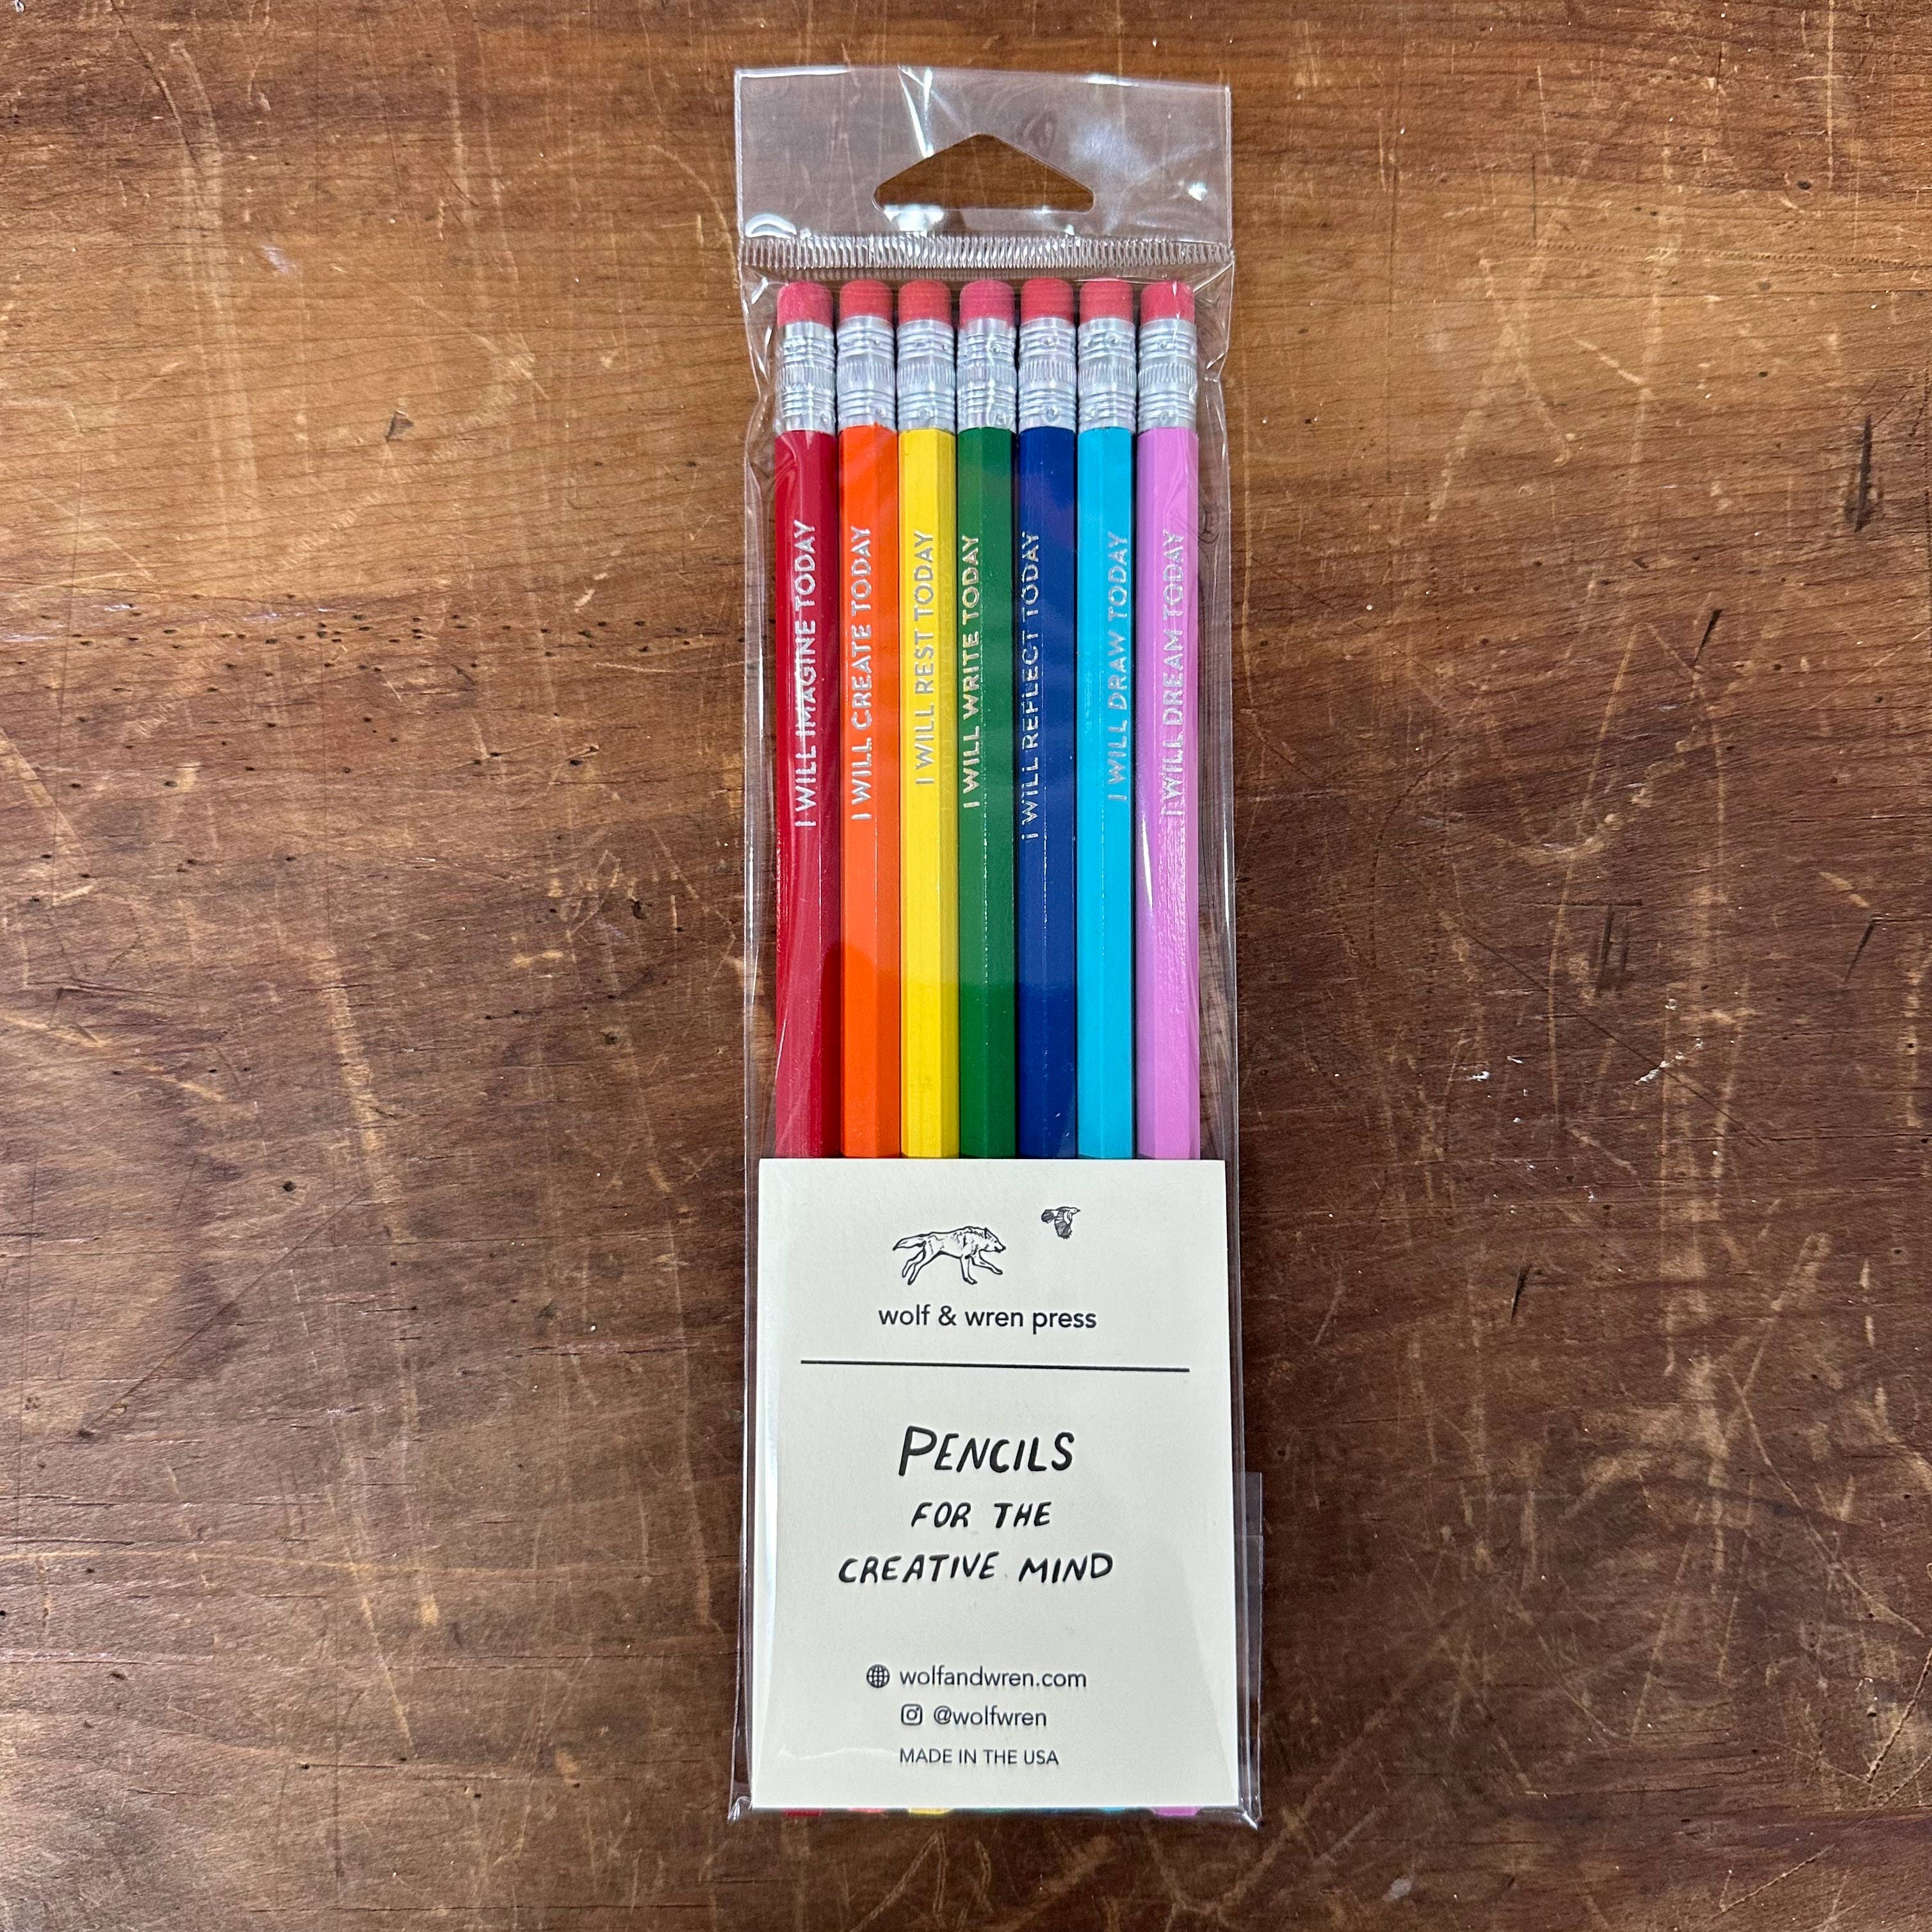 I WILL IMAGINE TODAY
I WILL CREATE TODAY
I WILL REST TODAY
I WILL WRITE TODAY
I WILL REFLECT TODAY
I WILL DRAW TODAY
I WILL DREAM TODAY
wolf & wren press
PENCILS
FOR THE
CREATIVE MIND
wolfandwren.com
@wolfwren
MADE IN THE USA